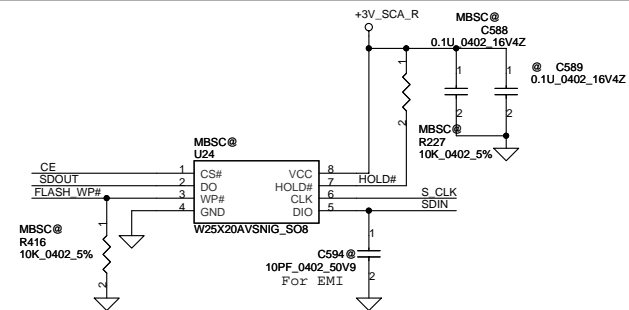 +3V_SCA_R
MBSC@
C588
0.1U_0402_16V4Z
@ C589
0.1U_0402_16V4Z
1
1
1
2
2
2
MBSC@
R227
10K_0402_5%
MBSC@
U24
CE 1 CS# VCC 8
SDOUT 2 DO HOLD# 7 HOLD#
FLASH_WP# 3 WP# CLK 6 S_CLK
4 GND DIO 5 SDIN
W25X20AVSNIG_SO8
MBSC@
R416
10K_0402_5%
1
2
1
C594 @
10PF_0402_50V9
2
For EMI